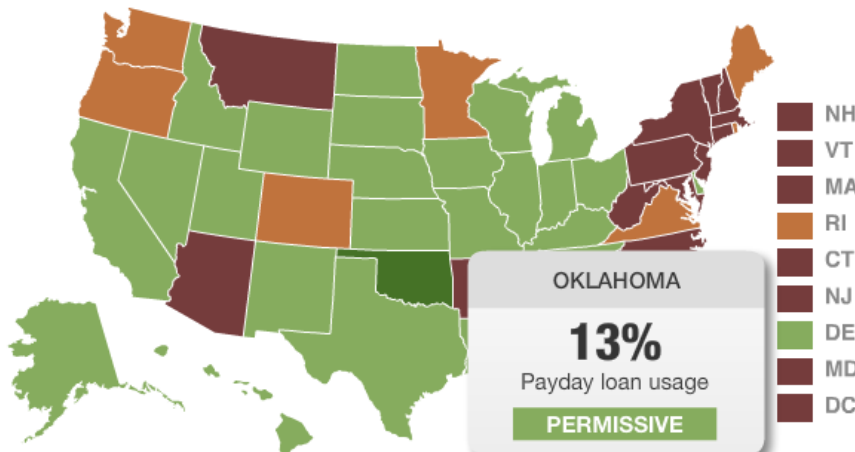 NH
VT
MA
RI
CT
NJ
DE
MD
DC
OKLAHOMA
13%
Payday loan usage
PERMISSIVE